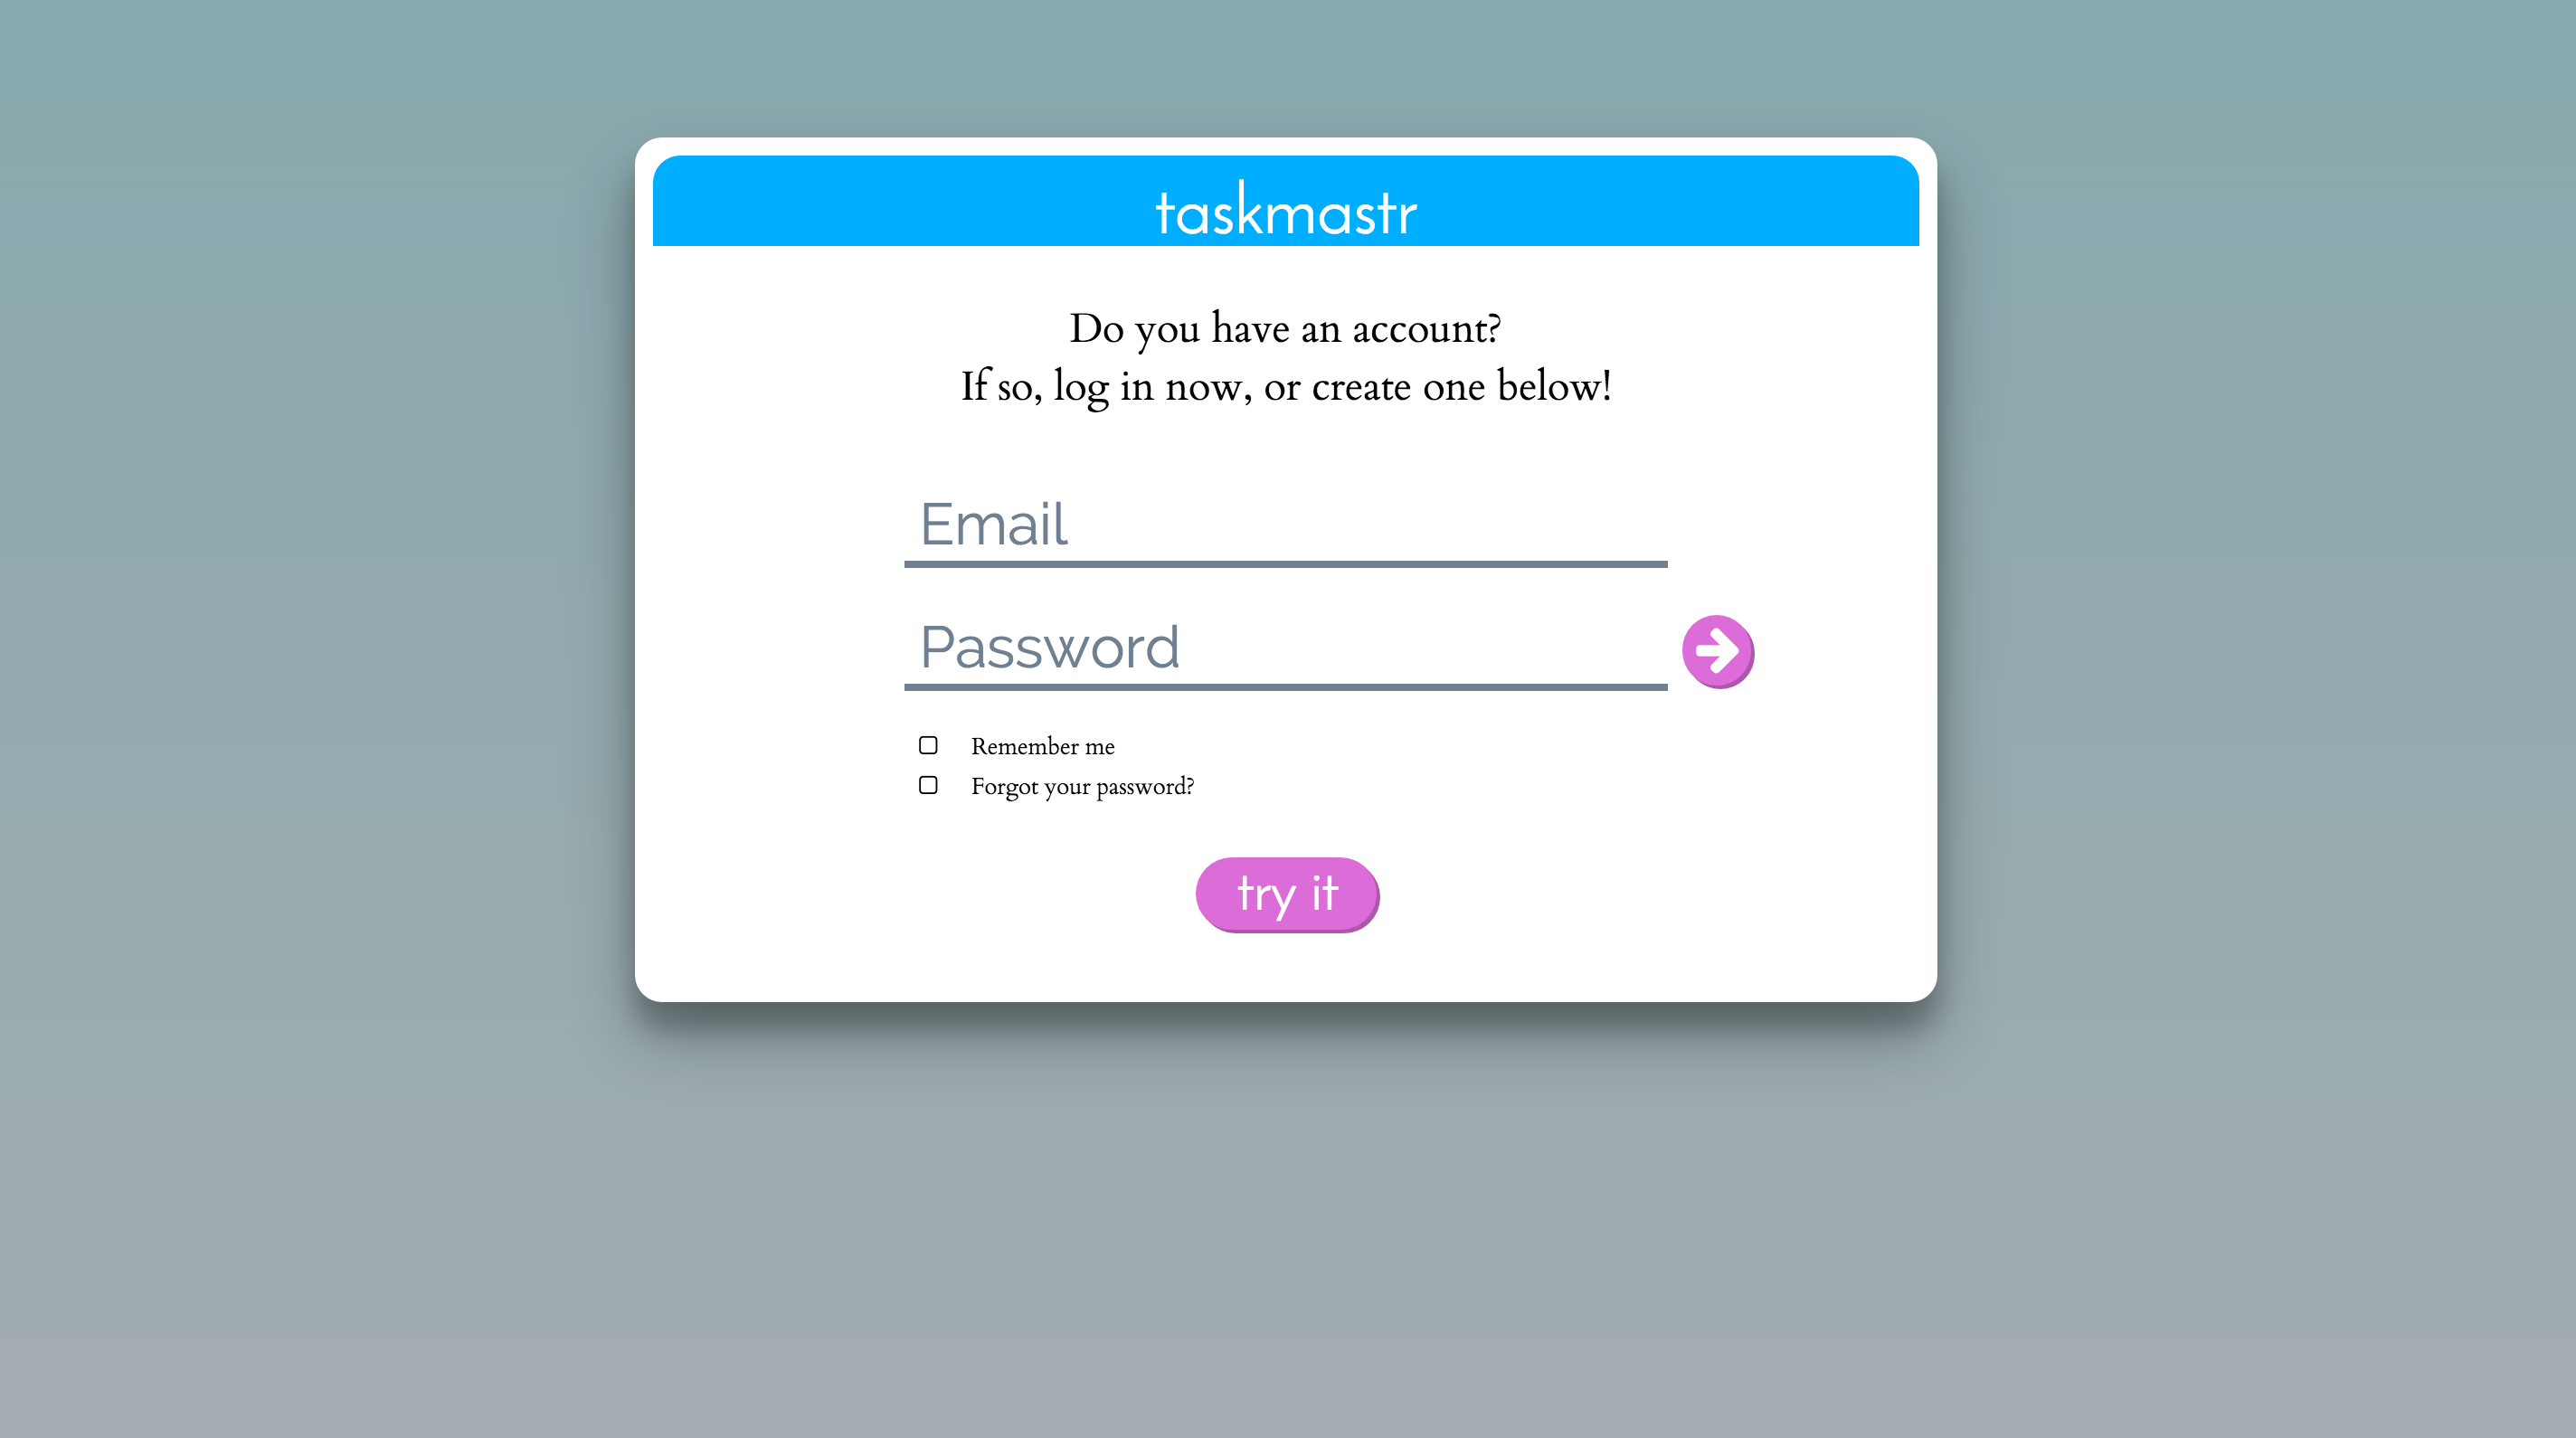 taskmastr
Do you have an account?
If so, log in now, or create one below!
Email
Password
Remember me
Forgot your password?
try it